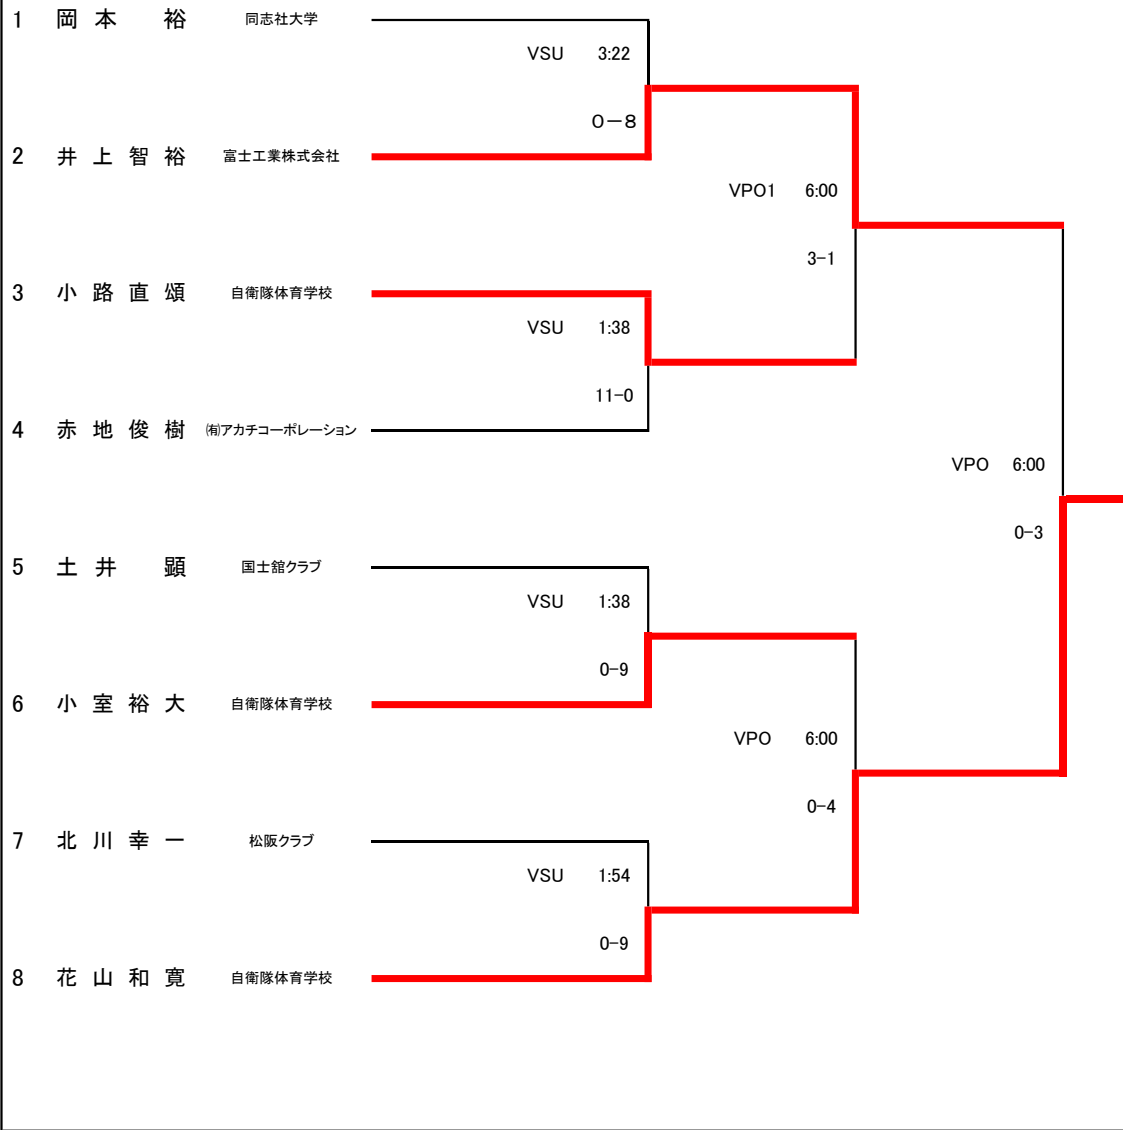 1 岡本 裕 同志社大学
VSU 3:22
0－8
2 井上智裕 富士工業株式会社
VPO1 6:00
3-1
3 小路直頌 自衛隊体育学校
VSU 1:38
11-0
4 赤地俊樹 ㈲アカチコーポレーション
VPO 6:00
0-3
5 土井 顕 国士舘クラブ
VSU 1:38
0-9
6 小室裕大 自衛隊体育学校
VPO 6:00
0-4
7 北川幸一 松阪クラブ
VSU 1:54
0-9
8 花山和寛 自衛隊体育学校